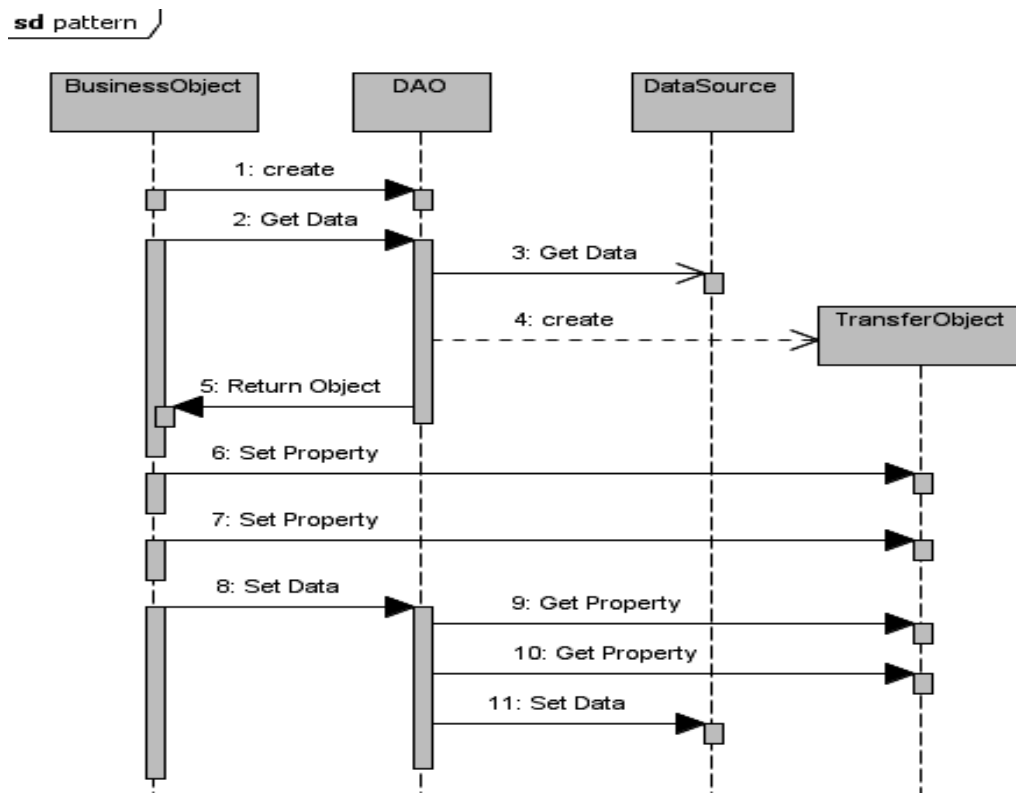 sd pattern
BusinessObject
DAO
DataSource
1: create
2: Get Data
3: Get Data
4: create
TransferObject
5: Return Object
6: Set Property
7: Set Property
8: Set Data
9: Get Property
10: Get Property
11: Set Data